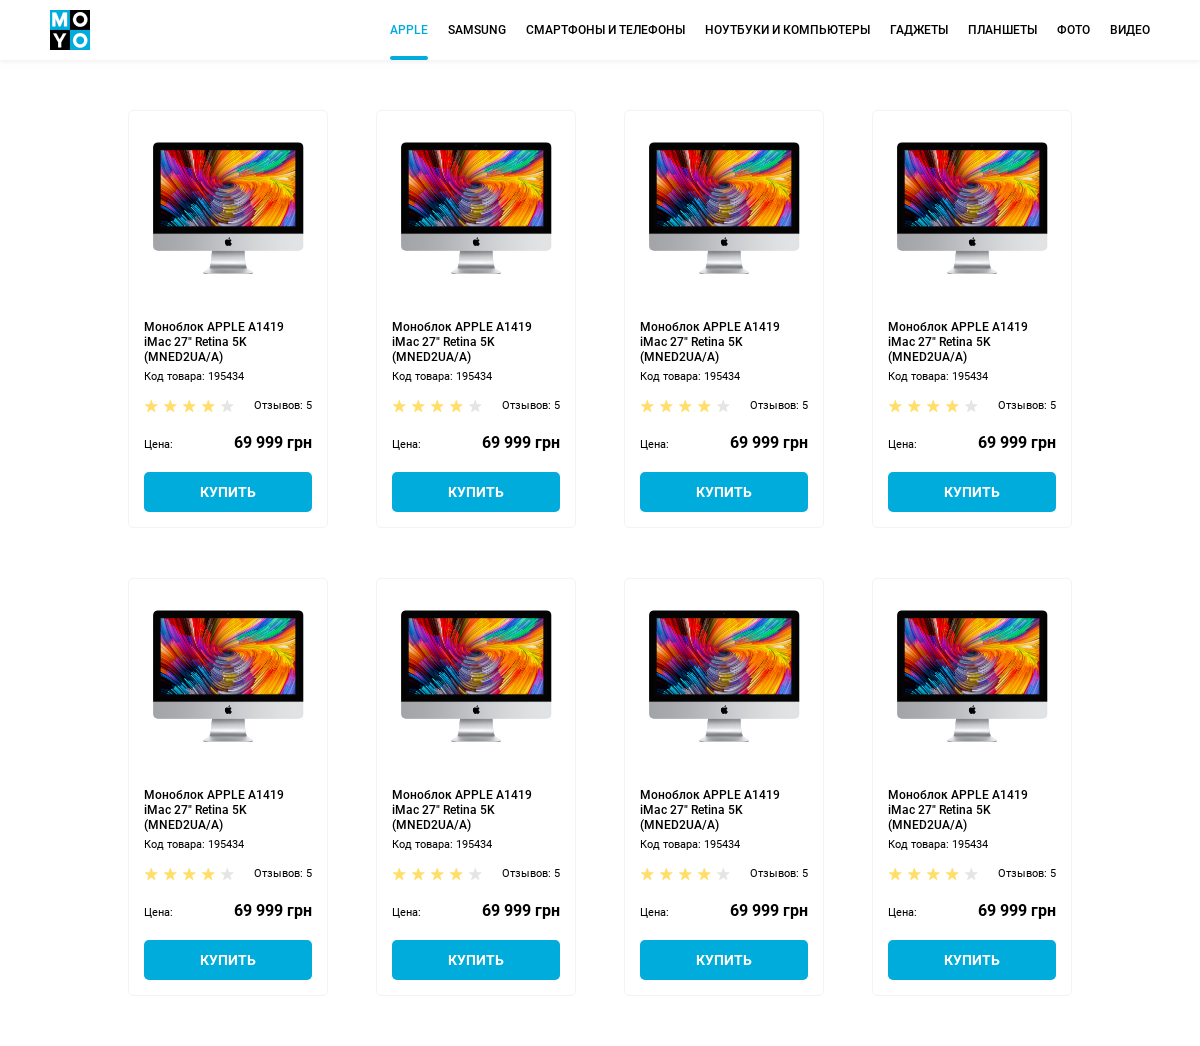 MO
YO
APPLE SAMSUNG СМАРТФОНЫ И ТЕЛЕФОНЫ НОУТБУКИ И КОМПЬЮТЕРЫ ГАДЖЕТЫ ПЛАНШЕТЫ ФОТО ВИДЕО
Моноблок APPLE A1419
iMac 27" Retina 5K
(MNED2UA/A)
Код товара: 195434
Отзывов: 5
Цена: 69 999 грн
КУПИТЬ
Моноблок APPLE A1419
iMac 27" Retina 5K
(MNED2UA/A)
Код товара: 195434
Отзывов: 5
Цена: 69 999 грн
КУПИТЬ
Моноблок APPLE A1419
iMac 27" Retina 5K
(MNED2UA/A)
Код товара: 195434
Отзывов: 5
Цена: 69 999 грн
КУПИТЬ
Моноблок APPLE A1419
iMac 27" Retina 5K
(MNED2UA/A)
Код товара: 195434
Отзывов: 5
Цена: 69 999 грн
КУПИТЬ
Моноблок APPLE A1419
iMac 27" Retina 5K
(MNED2UA/A)
Код товара: 195434
Отзывов: 5
Цена: 69 999 грн
КУПИТЬ
Моноблок APPLE A1419
iMac 27" Retina 5K
(MNED2UA/A)
Код товара: 195434
Отзывов: 5
Цена: 69 999 грн
КУПИТЬ
Моноблок APPLE A1419
iMac 27" Retina 5K
(MNED2UA/A)
Код товара: 195434
Отзывов: 5
Цена: 69 999 грн
КУПИТЬ
Моноблок APPLE A1419
iMac 27" Retina 5K
(MNED2UA/A)
Код товара: 195434
Отзывов: 5
Цена: 69 999 грн
КУПИТЬ